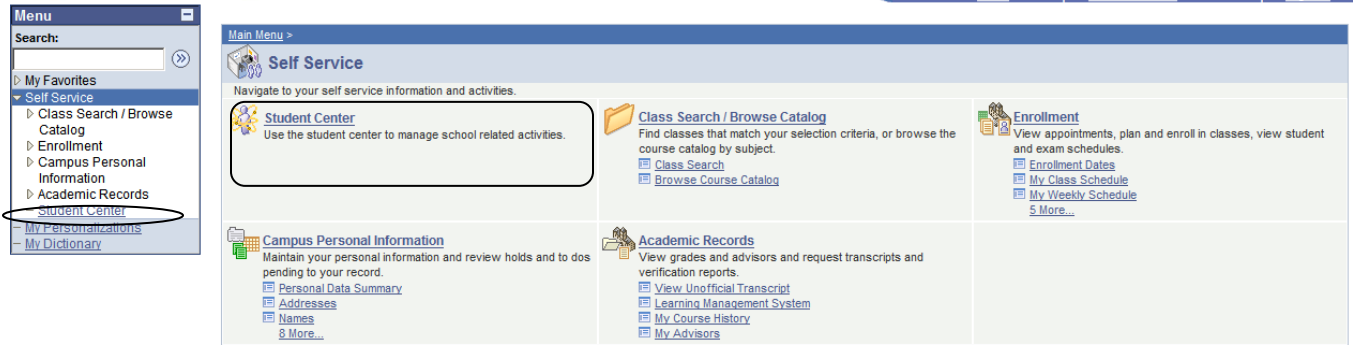 Menu
Search:
My Favorites
Self Service
Class Search / Browse
Catalog
Enrollment
Campus Personal
Information
Academic Records
Student Center
My Personalizations
My Dictionary
Main Menu >
Self Service
Navigate to your self service information and activities.
Student Center
Use the student center to manage school related activities.
Class Search / Browse Catalog
Find classes that match your selection criteria, or browse the
course catalog by subject.
Class Search
Browse Course Catalog
Enrollment
View appointments, plan and enroll in classes, view student
and exam schedules.
Enrollment Dates
My Class Schedule
My Weekly Schedule
5 More...
Campus Personal Information
Maintain your personal information and review holds and to dos
pending to your record.
Personal Data Summary
Addresses
Names
8 More...
Academic Records
View grades and advisors and request transcripts and
verification reports.
View Unofficial Transcript
Learning Management System
My Course History
My Advisors